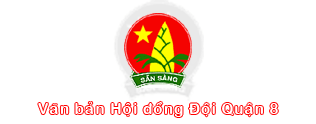 SẴN SÀNG
Văn bản Hội đồng Đội Quận 8